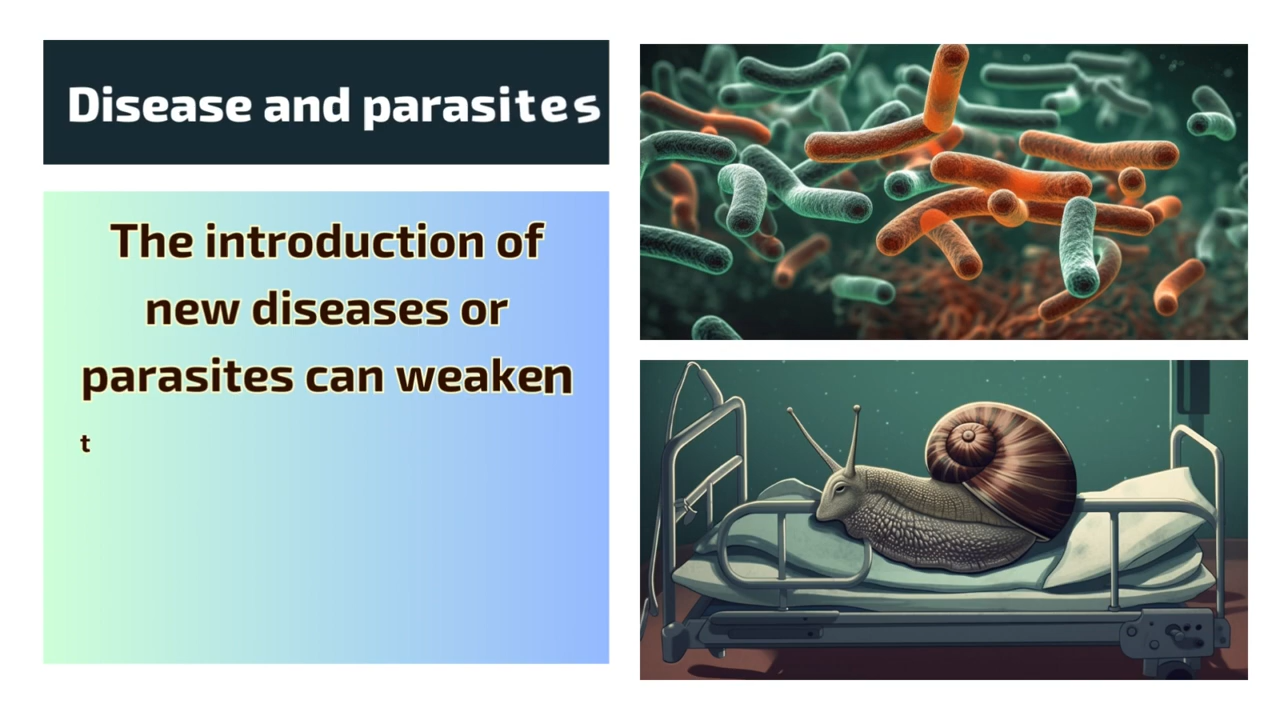 Disease and parasites
The introduction of
new diseases or
parasites can weaken
t